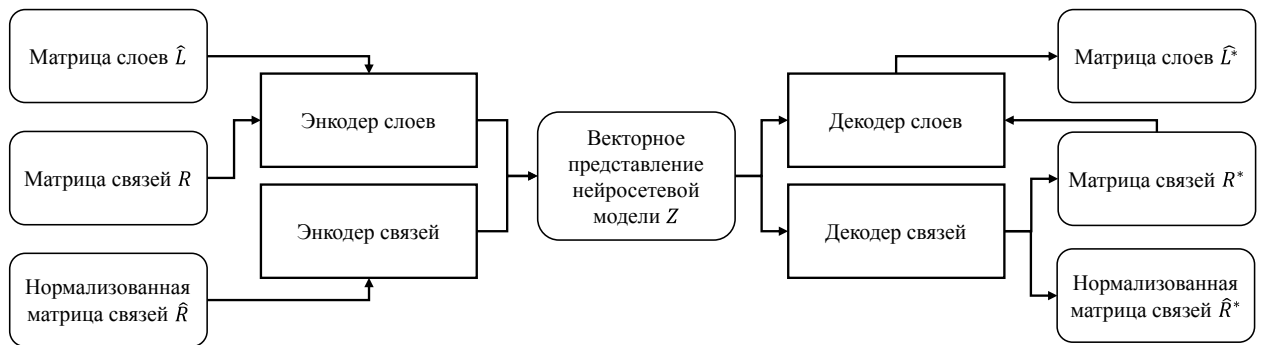 Матрица слоев L̂
Матрица связей R
Нормализованная
матрица связей R̂
Энкодер слоев
Энкодер связей
Векторное
представление
нейросетевой
модели Z
Декодер слоев
Декодер связей
Матрица слоев L̂*
Матрица связей R*
Нормализованная
матрица связей R̂*